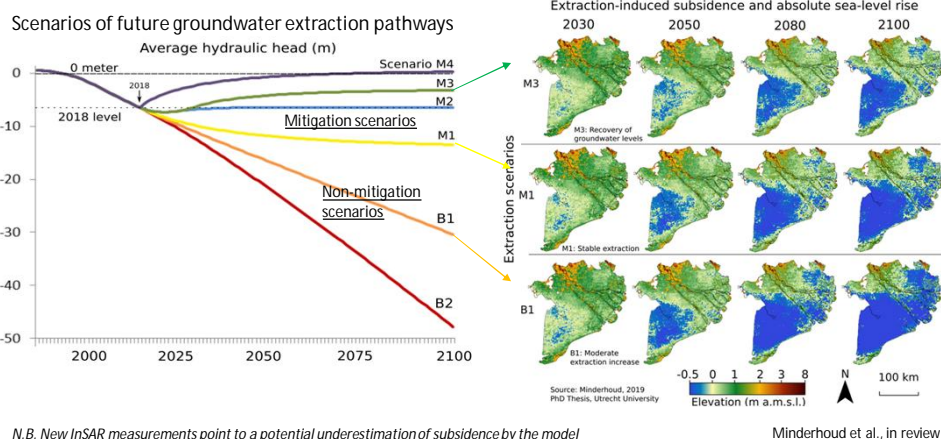 Scenarios of future groundwater extraction pathways
Average hydraulic head (m)
0
-10
-20
-30
-40
-50
0 meter
2018
2018 level
Scenario M4
M3
M2
Mitigation scenarios
M1
Non-mitigation
scenarios
B1
B2
2000 2025 2050 2075 2100
Extraction-induced subsidence and absolute sea-level rise
2030 2050 2080 2100
Extraction scenarios
M3
M3: Recovery of
groundwater levels
M1
M1: Stable extraction
B1
B1: Moderate
extraction increase
Source: Minderhoud, 2019
PhD Thesis, Utrecht University
-0.5 0 1 2 3 8
Elevation (m a.m.s.l.)
N
100 km
N.B. New InSAR measurements point to a potential underestimation of subsidence by the model
Minderhoud et al., in review